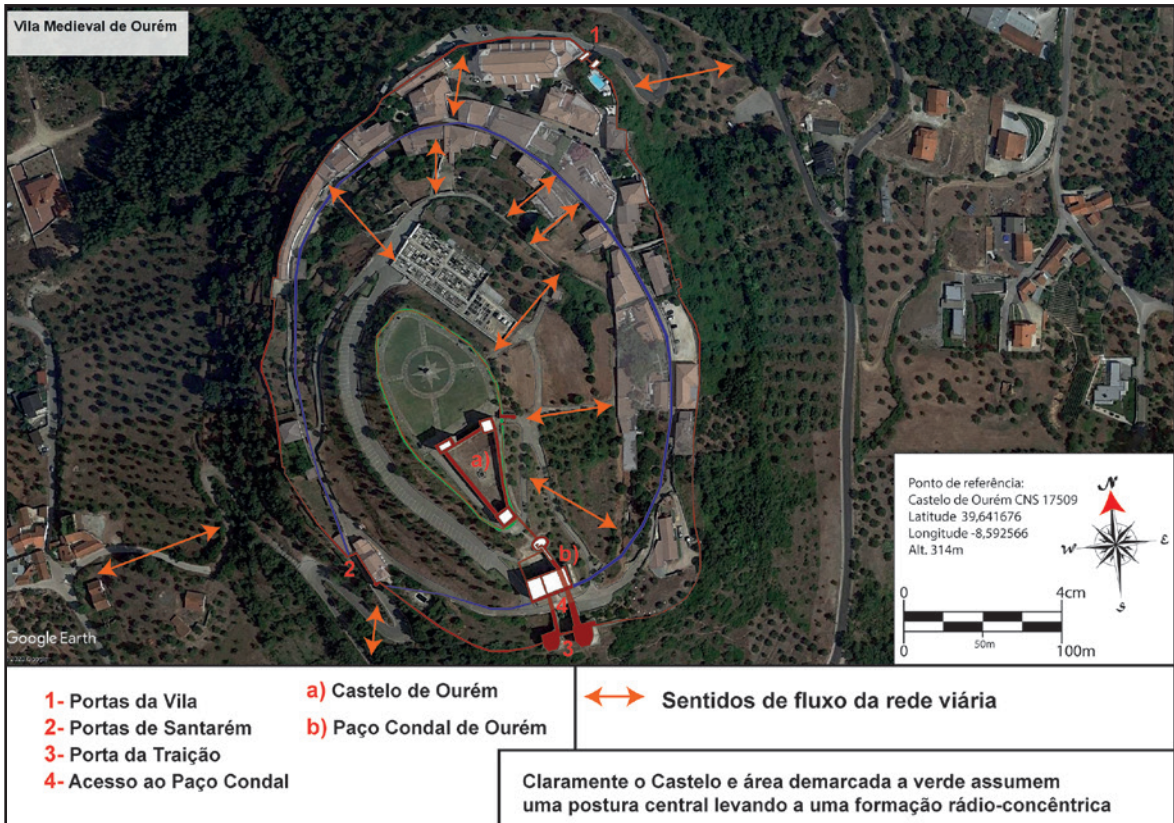 Vila Medieval de Ourém
1
2
3
4
a)
b)
Ponto de referência:
Castelo de Ourém CNS 17509
Latitude 39,641676
Longitude -8,592566
Alt. 314m
N
W
E
S
0
4cm
0
50m
100m
Google Earth
1- Portas da Vila
2- Portas de Santarém
3- Porta da Traição
4- Acesso ao Paço Condal
a) Castelo de Ourém
b) Paço Condal de Ourém
Sentidos de fluxo da rede viária
Claramente o Castelo e área demarcada a verde assumem
uma postura central levando a uma formação rádio-concêntrica